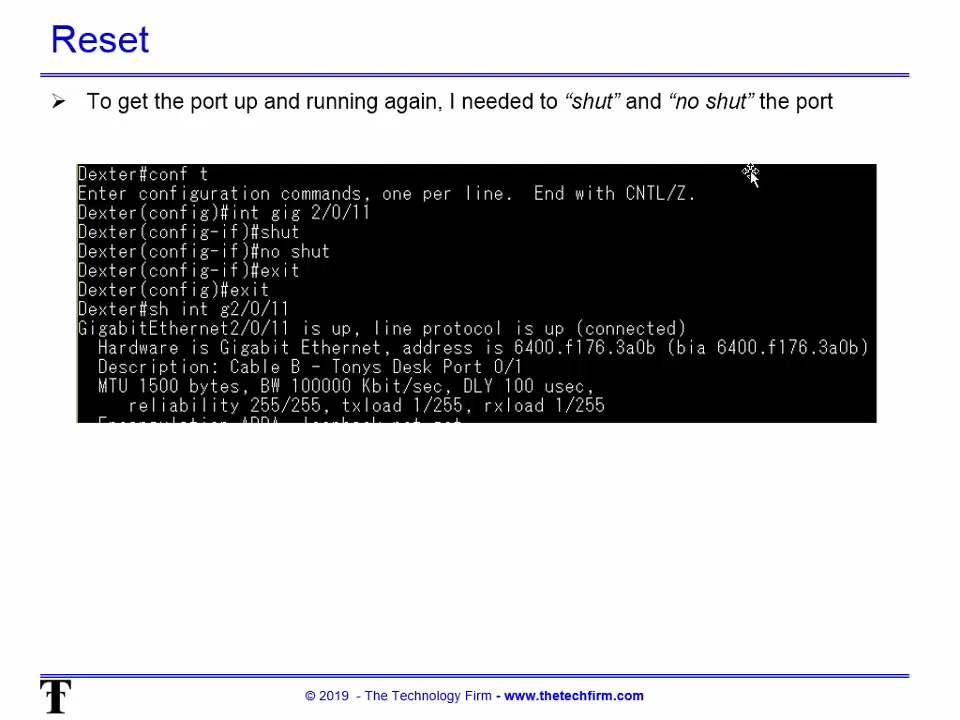 Reset
➢ To get the port up and running again, I needed to “shut” and “no shut” the port
Dexter#conf t
Enter configuration commands, one per line.  End with CNTL/Z.
Dexter(config)#int gig 2/0/11
Dexter(config-if)#shut
Dexter(config-if)#no shut
Dexter(config-if)#exit
Dexter(config)#exit
Dexter#sh int g2/0/11
GigabitEthernet2/0/11 is up, line protocol is up (connected)
Hardware is Gigabit Ethernet, address is 6400.f176.3a0b (bia 6400.f176.3a0b)
Description: Cable B - Tonys Desk Port 0/1
MTU 1500 bytes, BW 100000 Kbit/sec, DLY 100 usec,
reliability 255/255, txload 1/255, rxload 1/255
T
© 2019 - The Technology Firm - www.thetechfirm.com